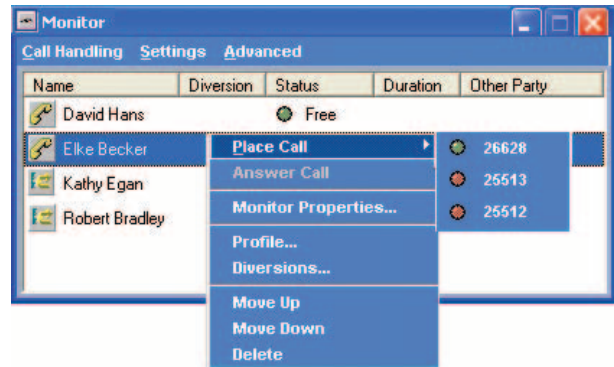 Monitor
Call Handling Settings Advanced
Name Diversion Status Duration Other Party
David Hans Free
Elke Becker Place Call 26628
Answer Call 25513
Kathy Egan
Monitor Properties... 25512
Robert Bradley
Profile...
Diversions...
Move Up
Move Down
Delete